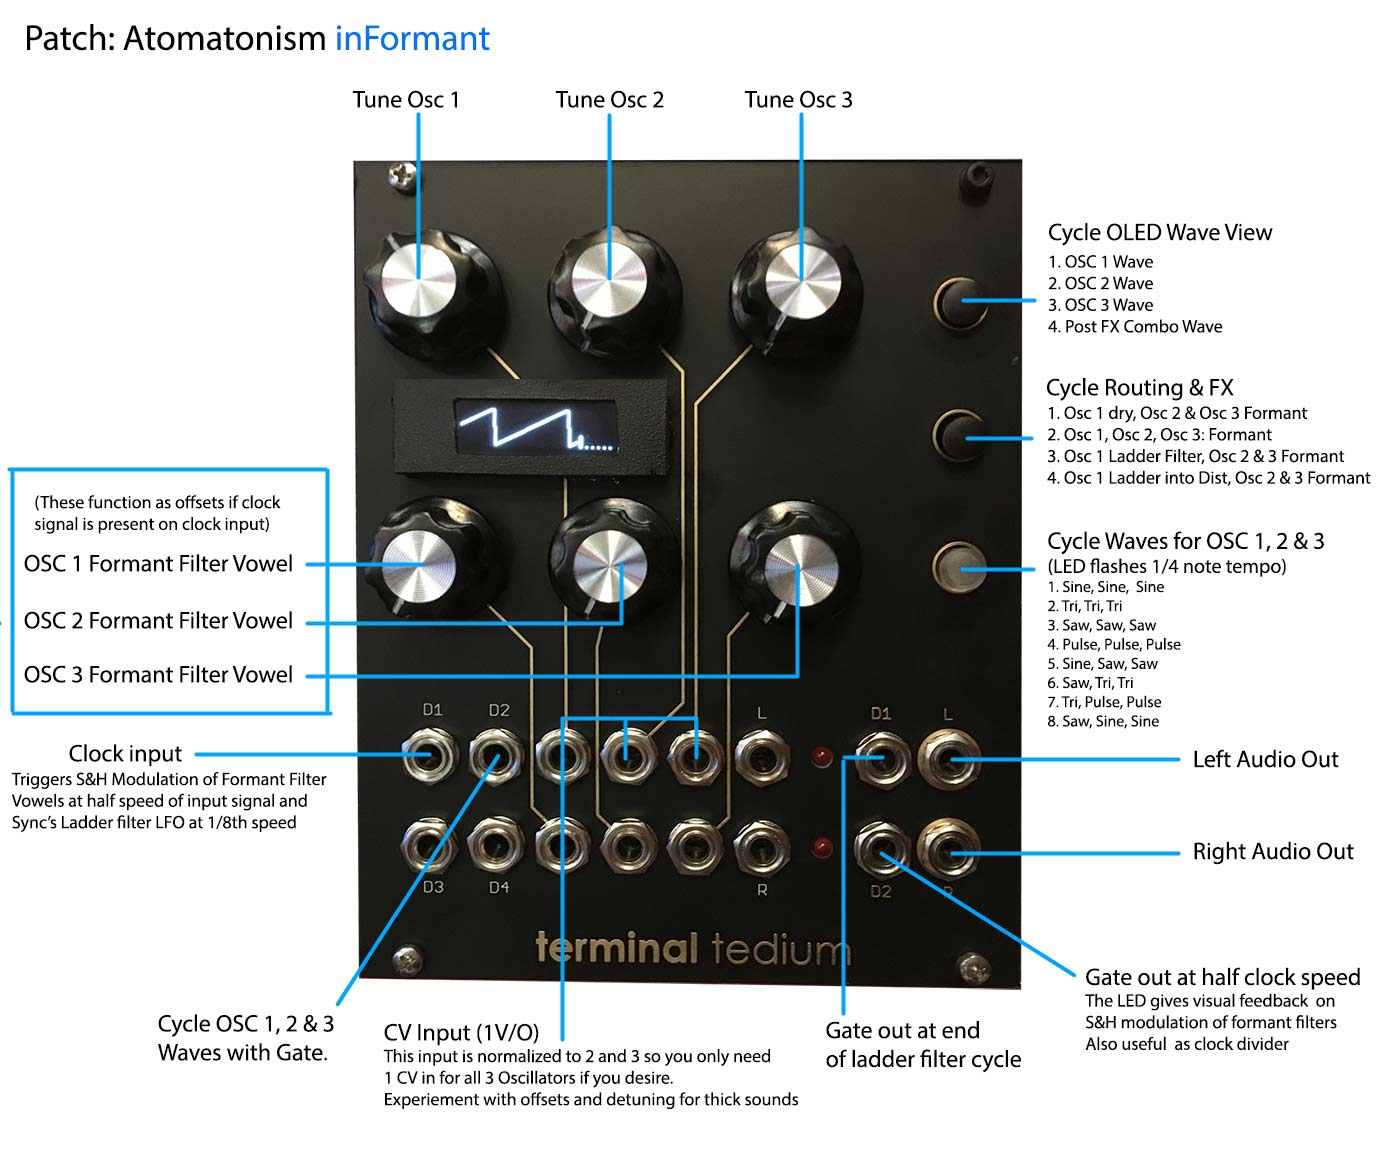 Patch: Atomatonism inFormant
Tune Osc 1
Tune Osc 2
Tune Osc 3
Cycle OLED Wave View
1. OSC 1 Wave
2. OSC 2 Wave
3. OSC 3 Wave
4. Post FX Combo Wave
Cycle Routing & FX
1. Osc 1 dry, Osc 2 & Osc 3 Formant
2. Osc 1, Osc 2, Osc 3: Formant
3. Osc 1 Ladder Filter, Osc 2 & 3 Formant
4. Osc 1 Ladder into Dist, Osc 2 & 3 Formant
(These function as offsets if clock
signal is present on clock input)
OSC 1 Formant Filter Vowel
OSC 2 Formant Filter Vowel
OSC 3 Formant Filter Vowel
Cycle Waves for OSC 1, 2 & 3
(LED flashes 1/4 note tempo)
1. Sine, Sine, Sine
2. Tri, Tri, Tri
3. Saw, Saw, Saw
4. Pulse, Pulse, Pulse
5. Sine, Saw, Saw
6. Saw, Tri, Tri
7. Tri, Pulse, Pulse
8. Saw, Sine, Sine
D1
D2
L
D1
L
Clock input
Triggers S&H Modulation of Formant Filter
Vowels at half speed of input signal and
Sync's Ladder filter LFO at 1/8th speed
Left Audio Out
Right Audio Out
D3
D4
R
D2
R
terminal tedium
Cycle OSC 1, 2 & 3
Waves with Gate.
CV Input (1V/O)
This input is normalized to 2 and 3 so you only need
1 CV in for all 3 Oscillators if you desire.
Experiement with offsets and detuning for thick sounds
Gate out at end
of ladder filter cycle
Gate out at half clock speed
The LED gives visual feedback on
S&H modulation of formant filters
Also useful as clock divider